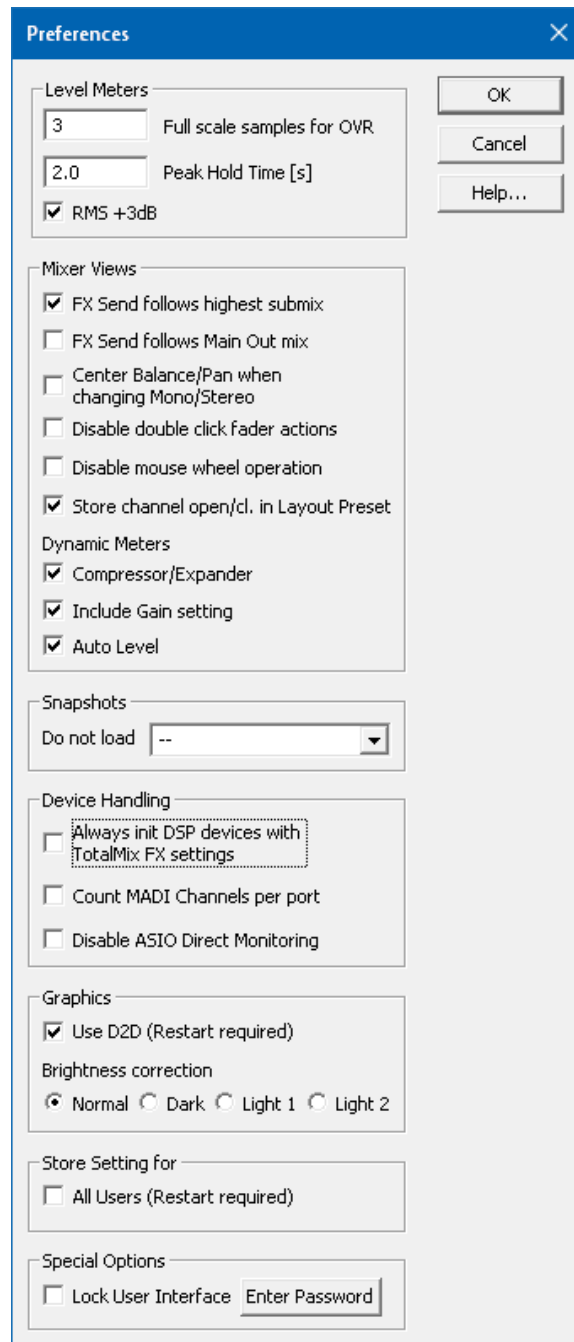 Preferences
Level Meters
3 Full scale samples for OVR
2.0 Peak Hold Time [s]
RMS +3dB
OK
Cancel
Help...
Mixer Views
FX Send follows highest submix
FX Send follows Main Out mix
Center Balance/Pan when
changing Mono/Stereo
Disable double click fader actions
Disable mouse wheel operation
Store channel open/cl. in Layout Preset
Dynamic Meters
Compressor/Expander
Include Gain setting
Auto Level
Snapshots
Do not load --
Device Handling
Always init DSP devices with
TotalMix FX settings
Count MADI Channels per port
Disable ASIO Direct Monitoring
Graphics
Use D2D (Restart required)
Brightness correction
Normal Dark Light 1 Light 2
Store Setting for
All Users (Restart required)
Special Options
Lock User Interface Enter Password